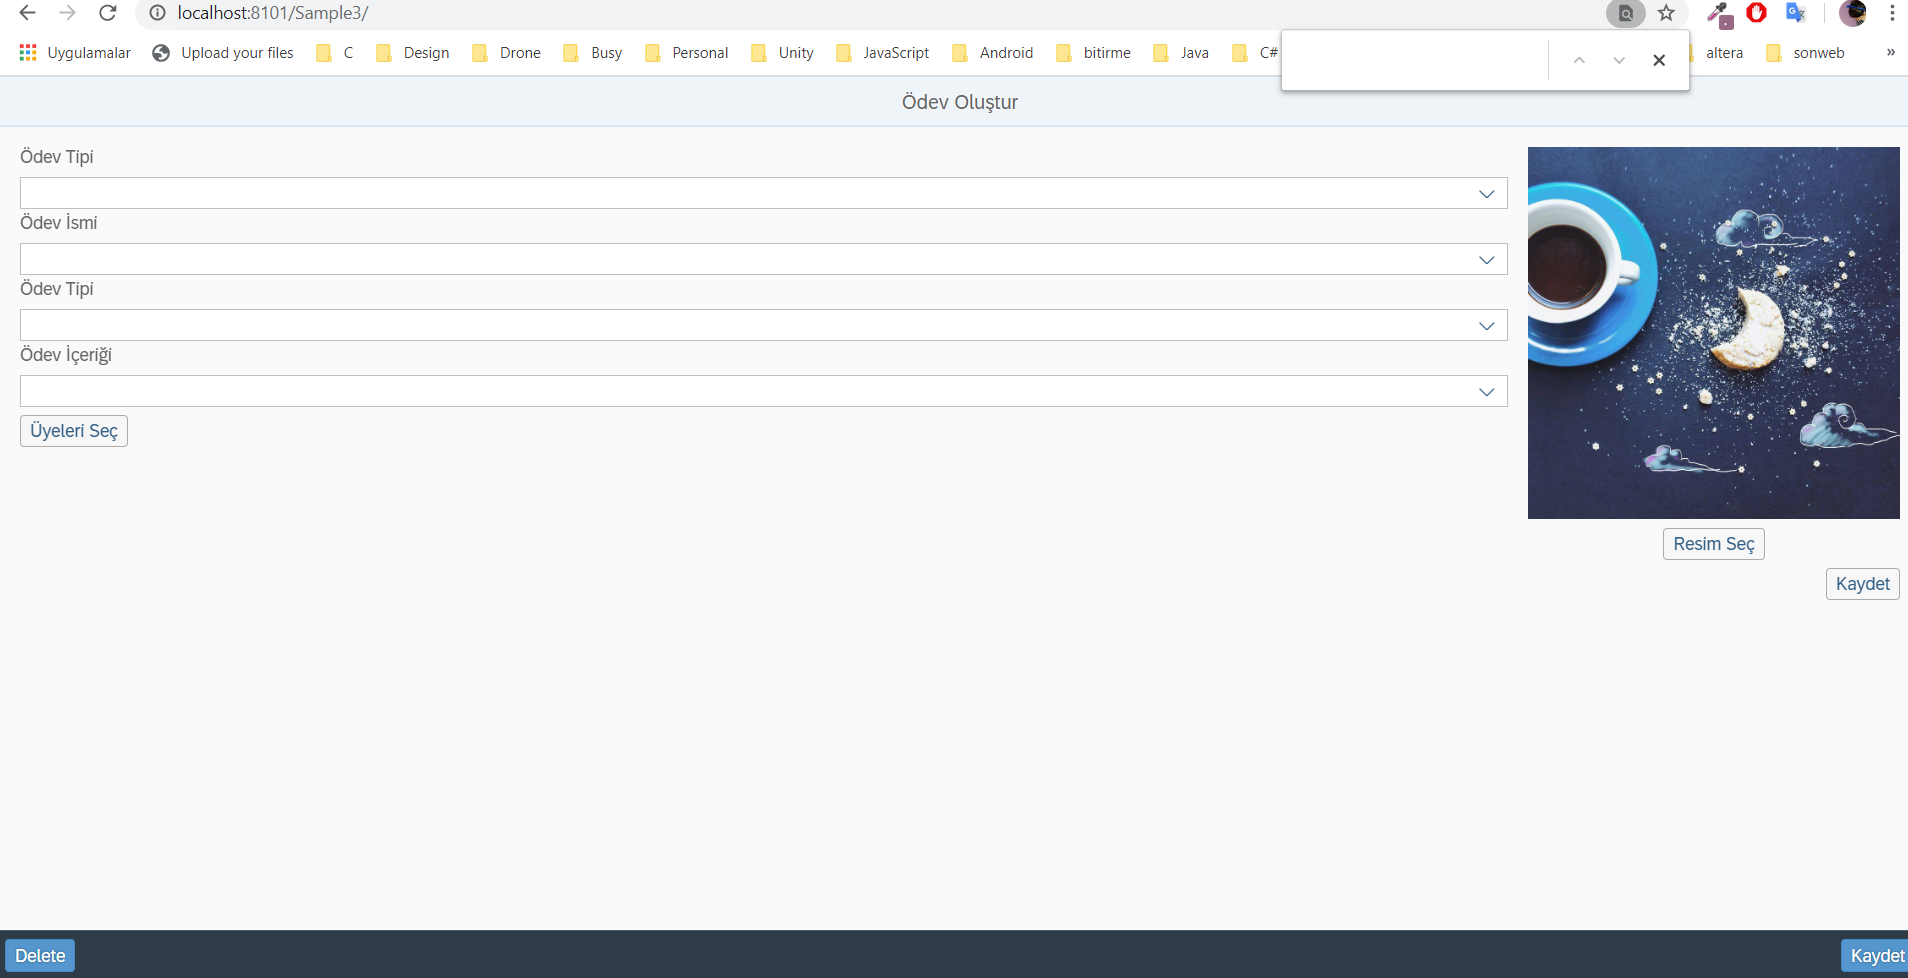 localhost:8101/Sample3/
Uygulamalar Upload your files C Design Drone Busy Personal Unity JavaScript Android bitirme Java C# altera sonweb »
Ödev Oluştur
Ödev Tipi
Ödev İsmi
Ödev Tipi
Ödev İçeriği
Üyeleri Seç
Resim Seç
Kaydet
Delete Kaydet